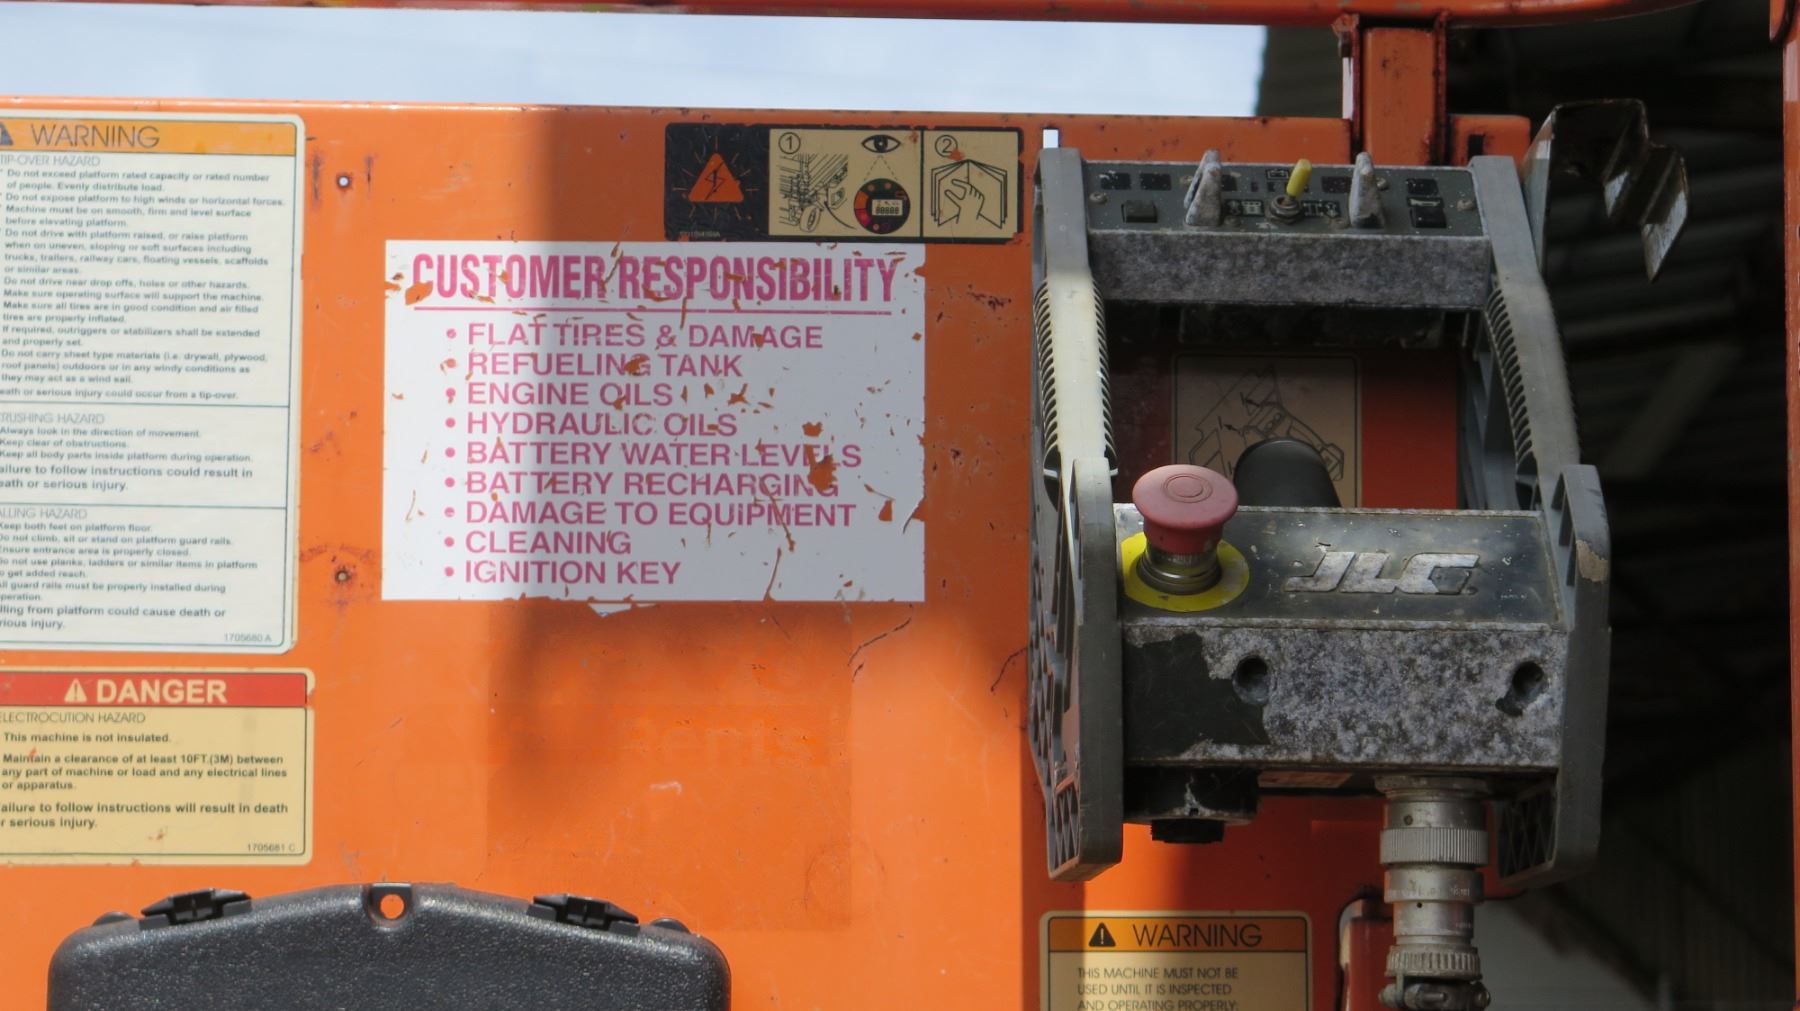 WARNING
TIP-OVER HAZARD
Do not exceed platform rated capacity or rated number
of people. Evenly distribute load.
Do not expose platform to high winds or horizontal forces.
Machine must be on smooth, firm and level surface
before elevating platform.
Do not drive with platform raised, or raise platform
when on uneven, sloping or soft surfaces including
trucks, trailers, railway cars, floating vessels, scaffolds
or similar areas.
Do not drive near drop offs, holes or other hazards.
Make sure operating surface will support the machine.
Make sure all tires are in good condition and air filled
tires are properly inflated.
If required, outriggers or stabilizers shall be extended
and properly set.
Do not carry sheet type materials (i.e. drywall, plywood,
roof panels) outdoors or in any windy conditions as
they may act as a wind sail.
eath or serious injury could occur from a tip-over.
RUSHING HAZARD
Always look in the direction of movement.
Keep clear of obstructions.
Keep all body parts inside platform during operation.
ailure to follow instructions could result in
eath or serious injury.
ALLING HAZARD
Keep both feet on platform floor.
Do not climb, sit or stand on platform guard rails.
Ensure entrance area is properly closed.
Do not use planks, ladders or similar items in platform
o get added reach.
ll guard rails must be properly installed during
peration.
lling from platform could cause death or
rious injury.
1705680 A
DANGER
ELECTROCUTION HAZARD
This machine is not insulated.
Maintain a clearance of at least 10FT.(3M) between
any part of machine or load and any electrical lines
or apparatus.
ailure to follow instructions will result in death
r serious injury.
1705681 C
1
2
CUSTOMER RESPONSIBILITY
• FLAT TIRES & DAMAGE
• REFUELING TANK
• ENGINE OILS
• HYDRAULIC OILS
• BATTERY WATER LEVELS
• BATTERY RECHARGING
• DAMAGE TO EQUIPMENT
• CLEANING
• IGNITION KEY
JLG
WARNING
THIS MACHINE MUST NOT BE
USED UNTIL IT IS INSPECTED
AND OPERATING PROPERLY: